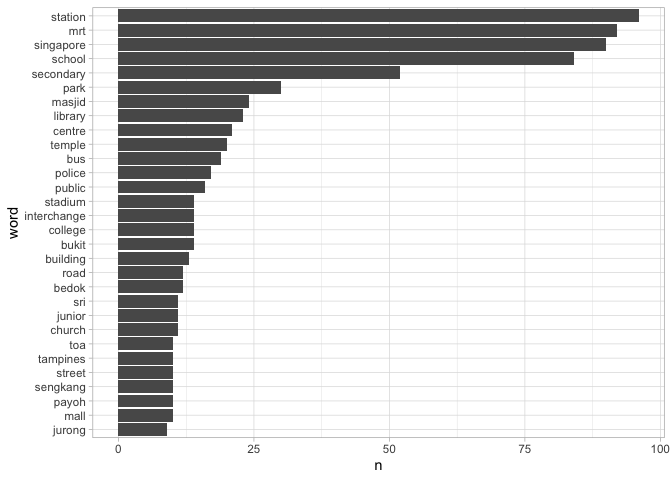 station
mrt
singapore
school
secondary
park
masjid
library
centre
temple
bus
police
public
stadium
interchange
college
bukit
building
road
bedok
sri
junior
church
toa
tampines
street
sengkang
payoh
mall
jurong
word
0 25 50 75 100
n